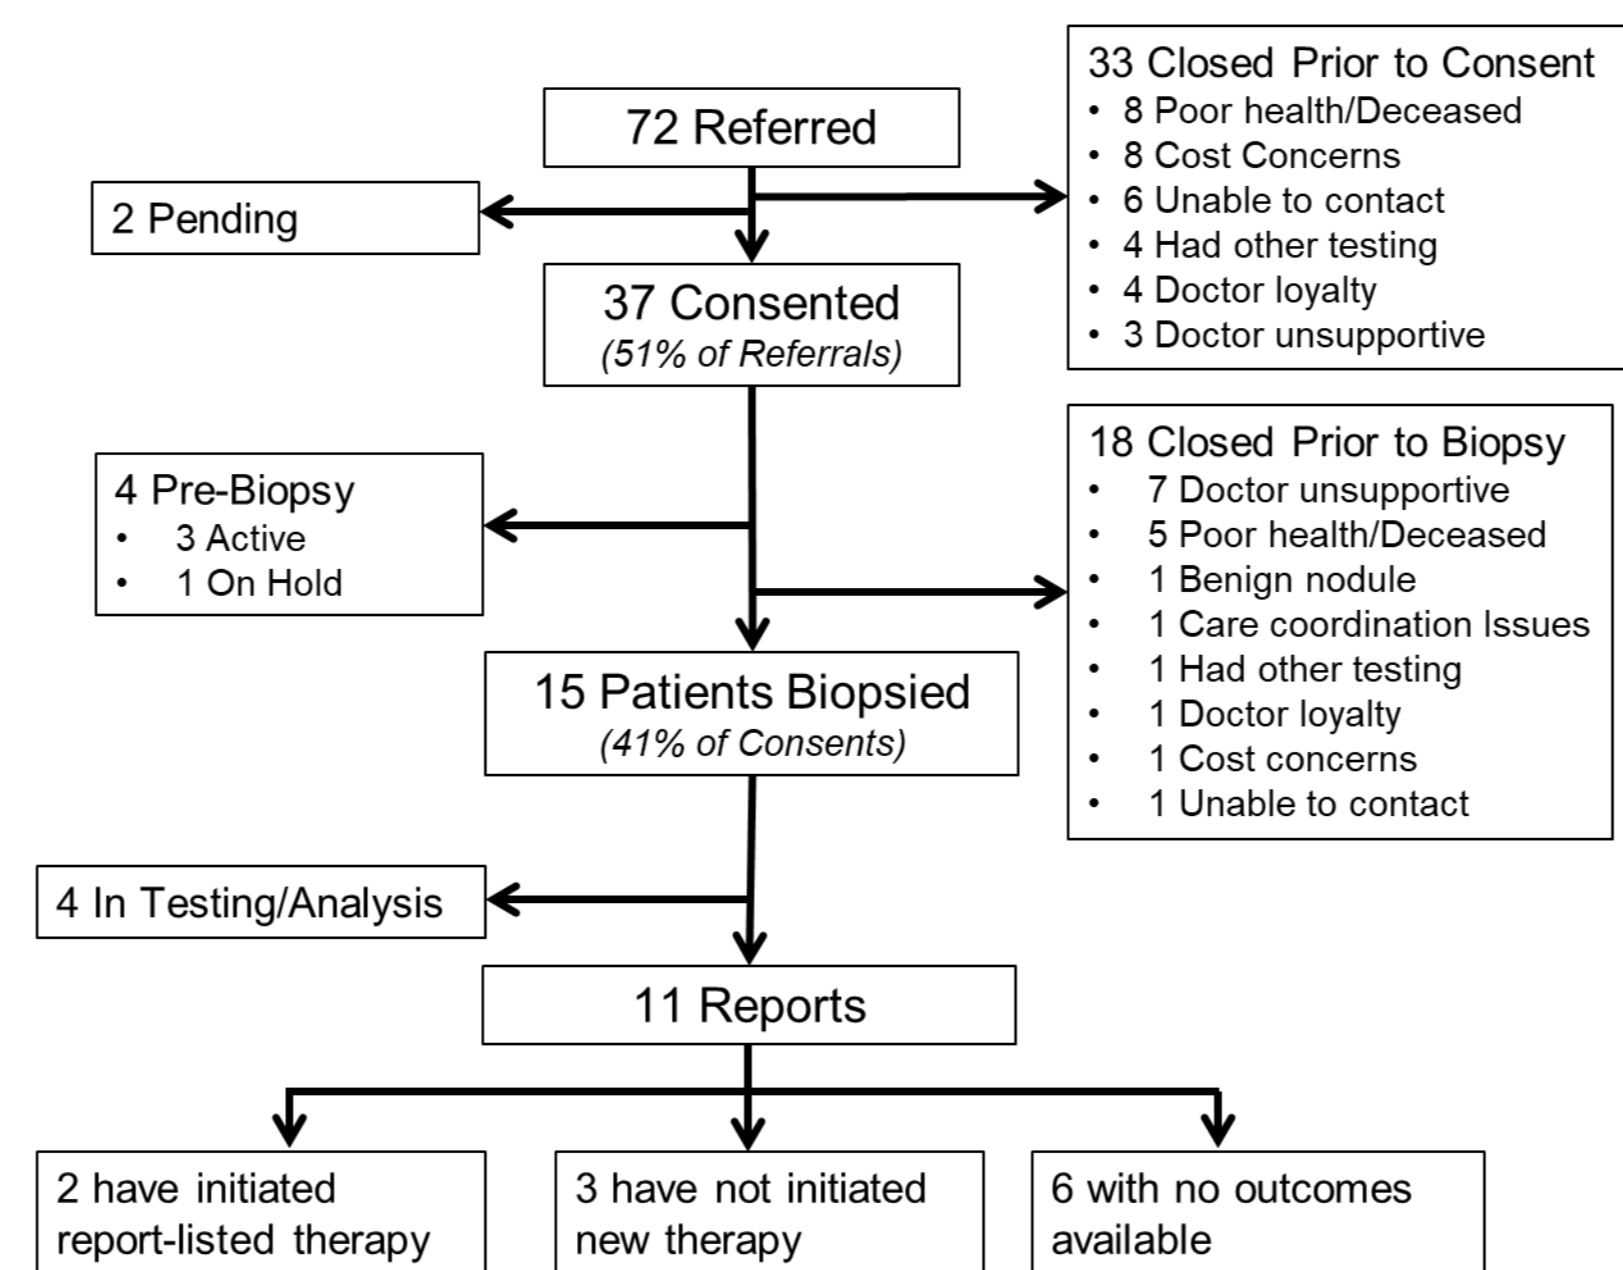 72 Referred
33 Closed Prior to Consent
• 8 Poor health/Deceased
• 8 Cost Concerns
• 6 Unable to contact
• 4 Had other testing
• 4 Doctor loyalty
• 3 Doctor unsupportive
2 Pending
37 Consented
(51% of Referrals)
18 Closed Prior to Biopsy
• 7 Doctor unsupportive
• 5 Poor health/Deceased
• 1 Benign nodule
• 1 Care coordination Issues
• 1 Had other testing
• 1 Doctor loyalty
• 1 Cost concerns
• 1 Unable to contact
4 Pre-Biopsy
• 3 Active
• 1 On Hold
15 Patients Biopsied
(41% of Consents)
4 In Testing/Analysis
11 Reports
2 have initiated
report-listed therapy
3 have not initiated
new therapy
6 with no outcomes
available